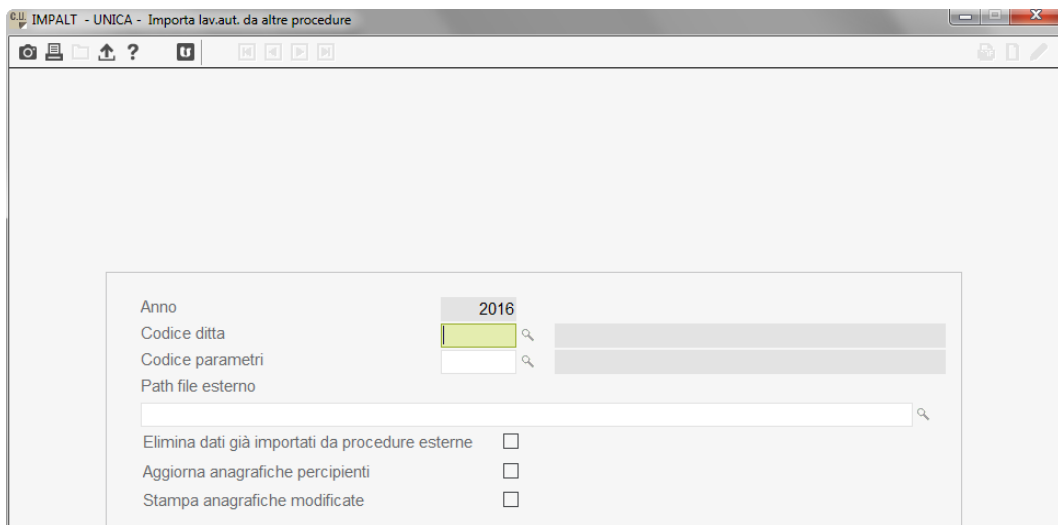 C.U. IMPALT - UNICA - Importa lav.aut. da altre procedure
Anno 2016
Codice ditta
Codice parametri
Path file esterno
Elimina dati già importati da procedure esterne
Aggiorna anagrafiche percipienti
Stampa anagrafiche modificate